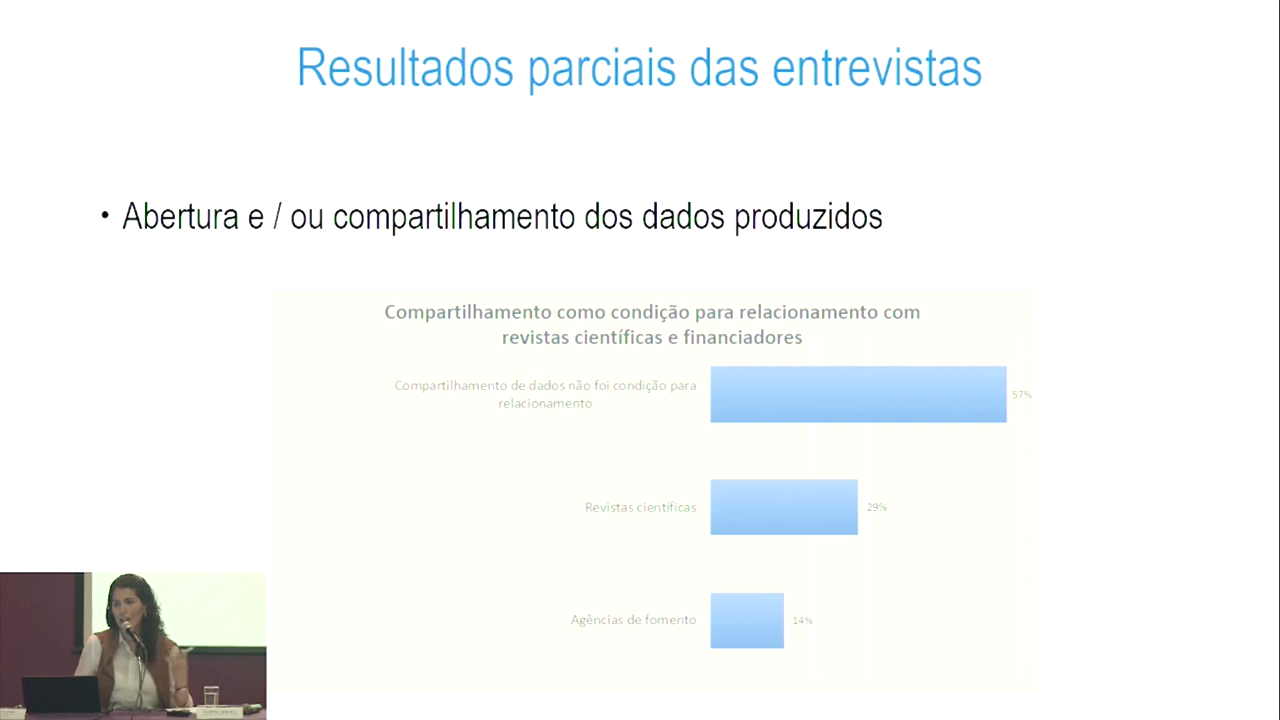 Resultados parciais das entrevistas
• Abertura e / ou compartilhamento dos dados produzidos
Compartilhamento como condição para relacionamento com
revistas científicas e financiadores
Compartilhamento de dados não foi condição para
relacionamento
57%
Revistas científicas
29%
Agências de fomento
14%